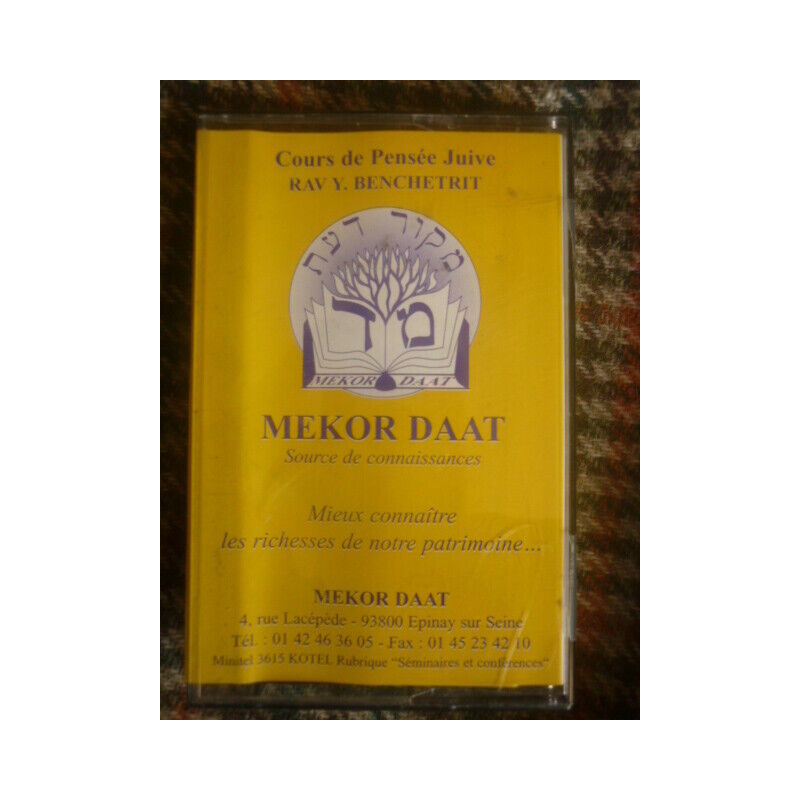 Cours de Pensée Juive
RAV Y. BENCHETRIT
מקור דעת
מ ד
MEKOR DAAT
MEKOR DAAT
Source de connaissances
Mieux connaître
les richesses de notre patrimoine...
MEKOR DAAT
4, rue Lacépède - 93800 Epinay sur Seine
Tél. : 01 42 46 36 05 - Fax : 01 45 23 42 10
Minitel 3615 KOTEL Rubrique "Séminaires et conférences"